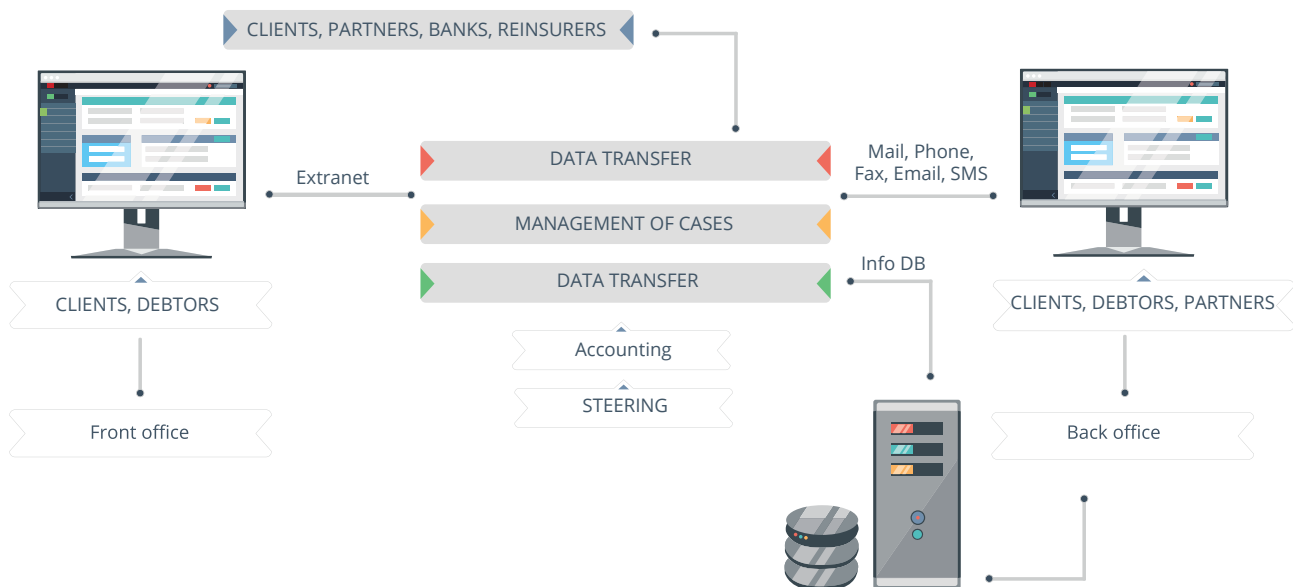 CLIENTS, PARTNERS, BANKS, REINSURERS
DATA TRANSFER
Mail, Phone,
Fax, Email, SMS
Extranet
MANAGEMENT OF CASES
Info DB
DATA TRANSFER
CLIENTS, DEBTORS
CLIENTS, DEBTORS, PARTNERS
Accounting
STEERING
Front office
Back office